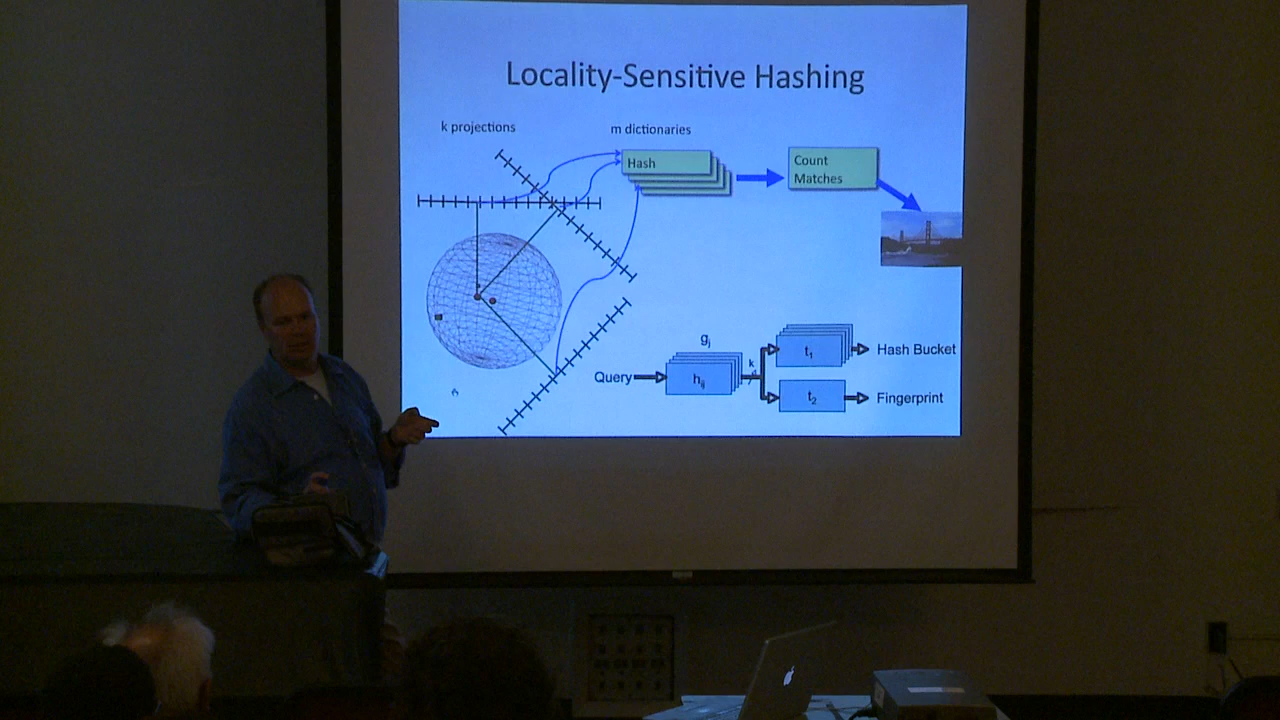 Locality-Sensitive Hashing
k projections
m dictionaries
Hash
Count
Matches
gj
Query
hij
k
t1
Hash Bucket
t2
Fingerprint